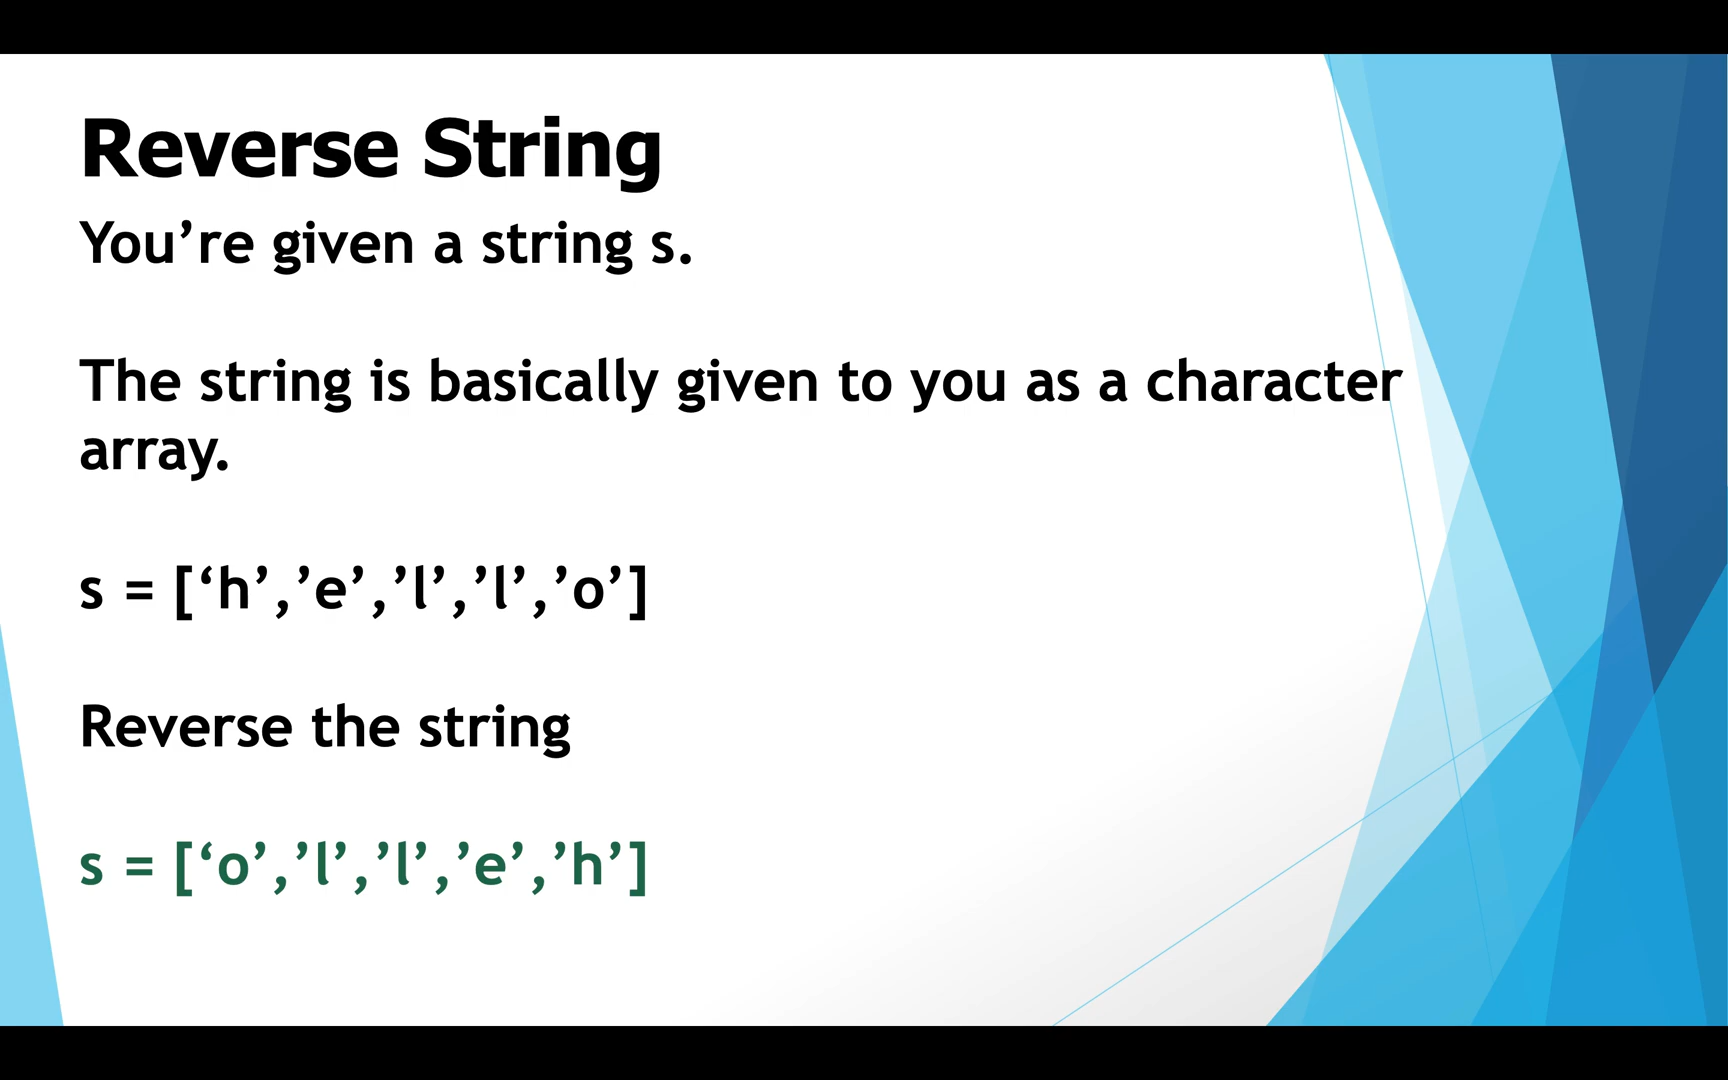 Reverse String
You’re given a string s.
The string is basically given to you as a character
array.
s = [‘h’,’e’,’l’,’l’,’o’]
Reverse the string
s = [‘o’,’l’,’l’,’e’,’h’]